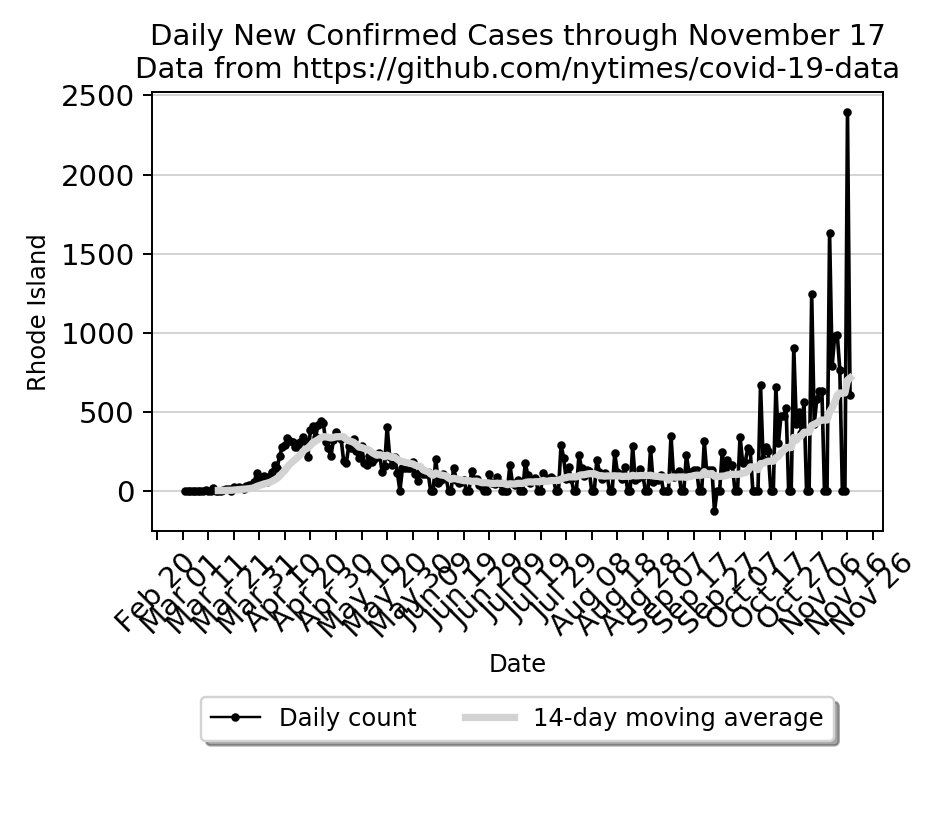 Daily New Confirmed Cases through November 17
Data from https://github.com/nytimes/covid-19-data
2500
2000
1500
1000
500
0
Rhode Island
Feb 20
Mar 01
Mar 11
Mar 21
Mar 31
Apr 10
Apr 20
Apr 30
May 10
May 20
May 30
Jun 09
Jun 19
Jun 29
Jul 09
Jul 19
Jul 29
Aug 08
Aug 18
Aug 28
Sep 07
Sep 17
Sep 27
Oct 07
Oct 17
Oct 27
Nov 06
Nov 16
Nov 26
Date
Daily count
14-day moving average